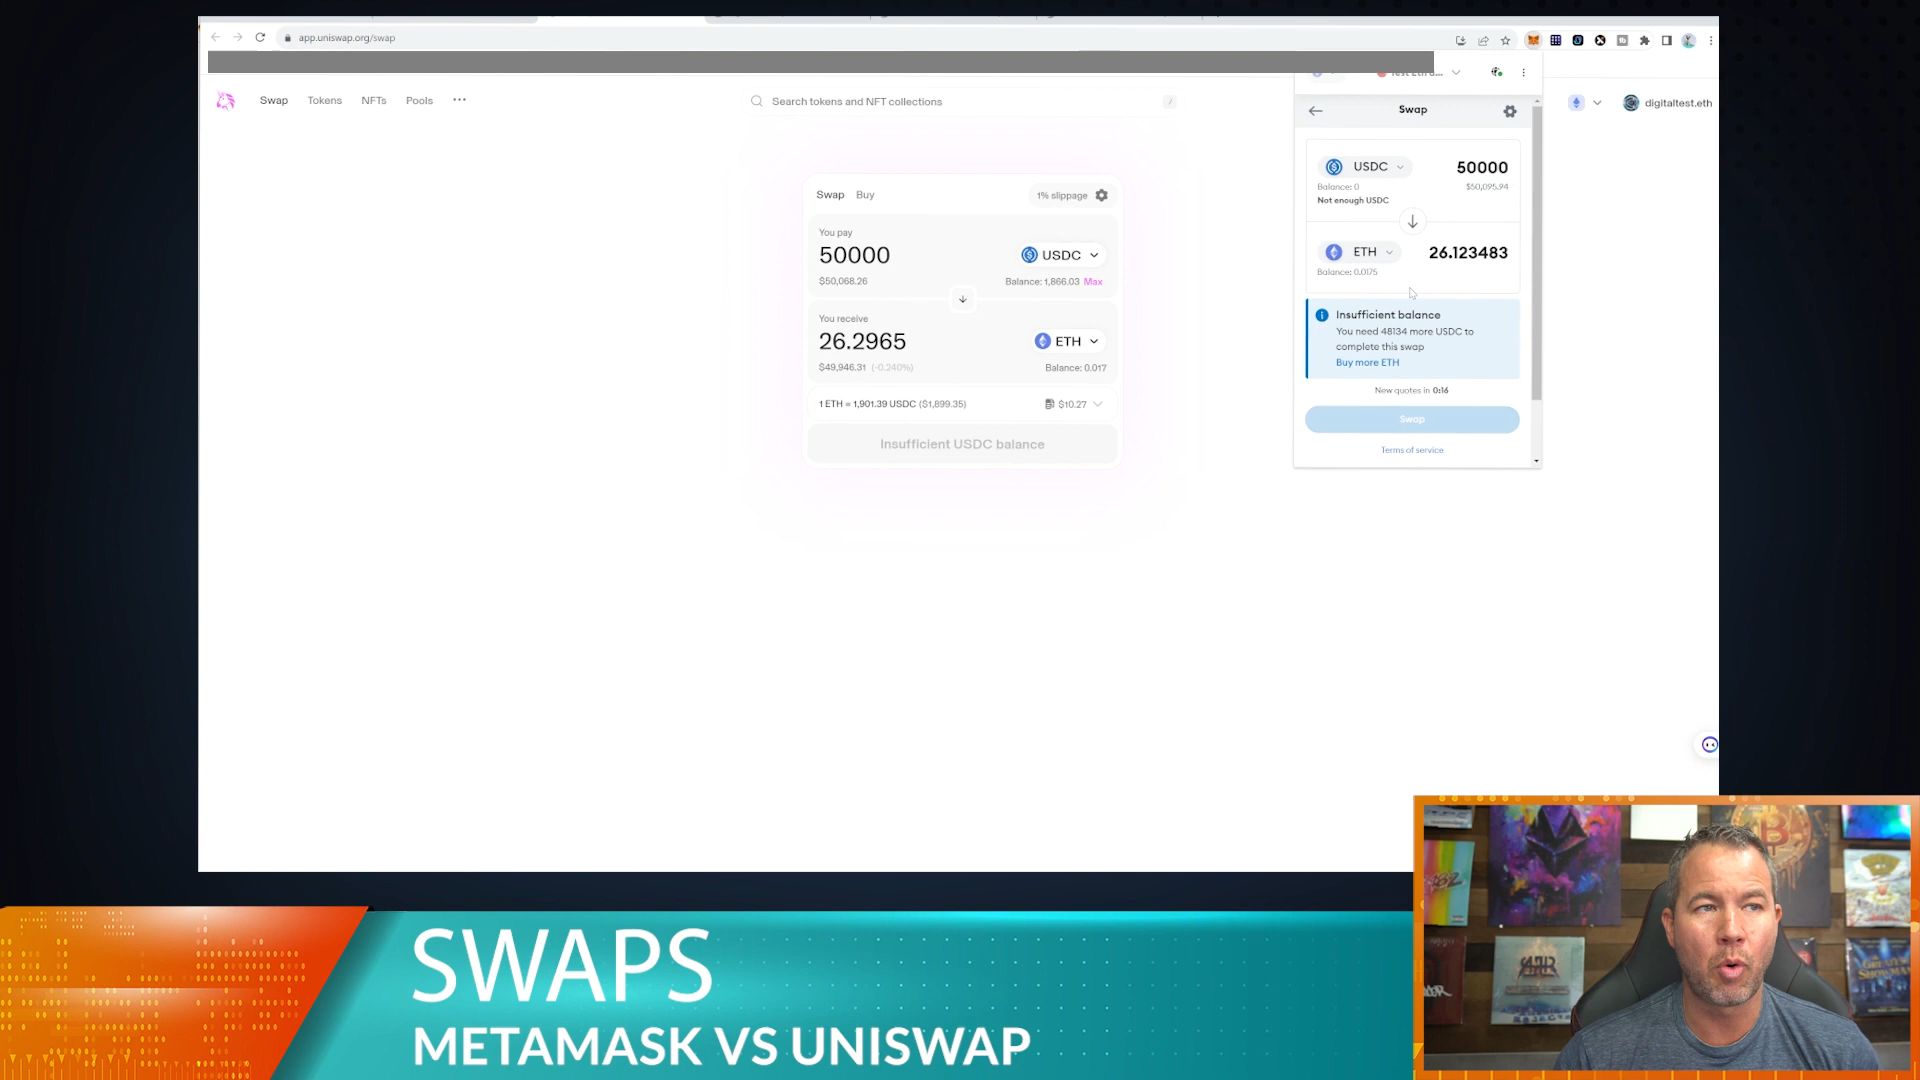 app.uniswap.org/swap
Swap Tokens NFTs Pools
Search tokens and NFT collections /
digitaltest.eth
Swap Buy 1% slippage
You pay
50000 USDC
$50,068.26 Balance: 1,866.03 Max
You receive
26.2965 ETH
$49,946.31 (-0.240%) Balance: 0.017
1 ETH = 1,901.39 USDC ($1,899.35) $10.27
Insufficient USDC balance
Swap
USDC 50000
Balance: 0 $50,095.94
Not enough USDC
ETH 26.123483
Balance: 0.0175
Insufficient balance
You need 48134 more USDC to
complete this swap
Buy more ETH
New quotes in 0:16
Swap
Terms of service
SWAPS
METAMASK VS UNISWAP